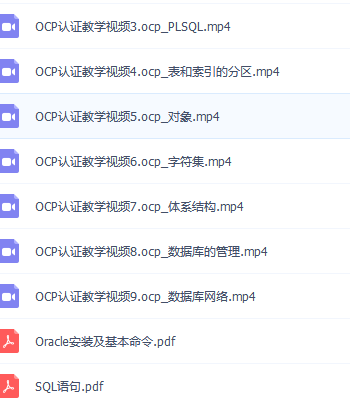 OCP认证教学视频3.ocp_PLSQL.mp4
OCP认证教学视频4.ocp_表和索引的分区.mp4
OCP认证教学视频5.ocp_对象.mp4
OCP认证教学视频6.ocp_字符集.mp4
OCP认证教学视频7.ocp_体系结构.mp4
OCP认证教学视频8.ocp_数据库的管理.mp4
OCP认证教学视频9.ocp_数据库网络.mp4
Oracle安装及基本命令.pdf
SQL语句.pdf